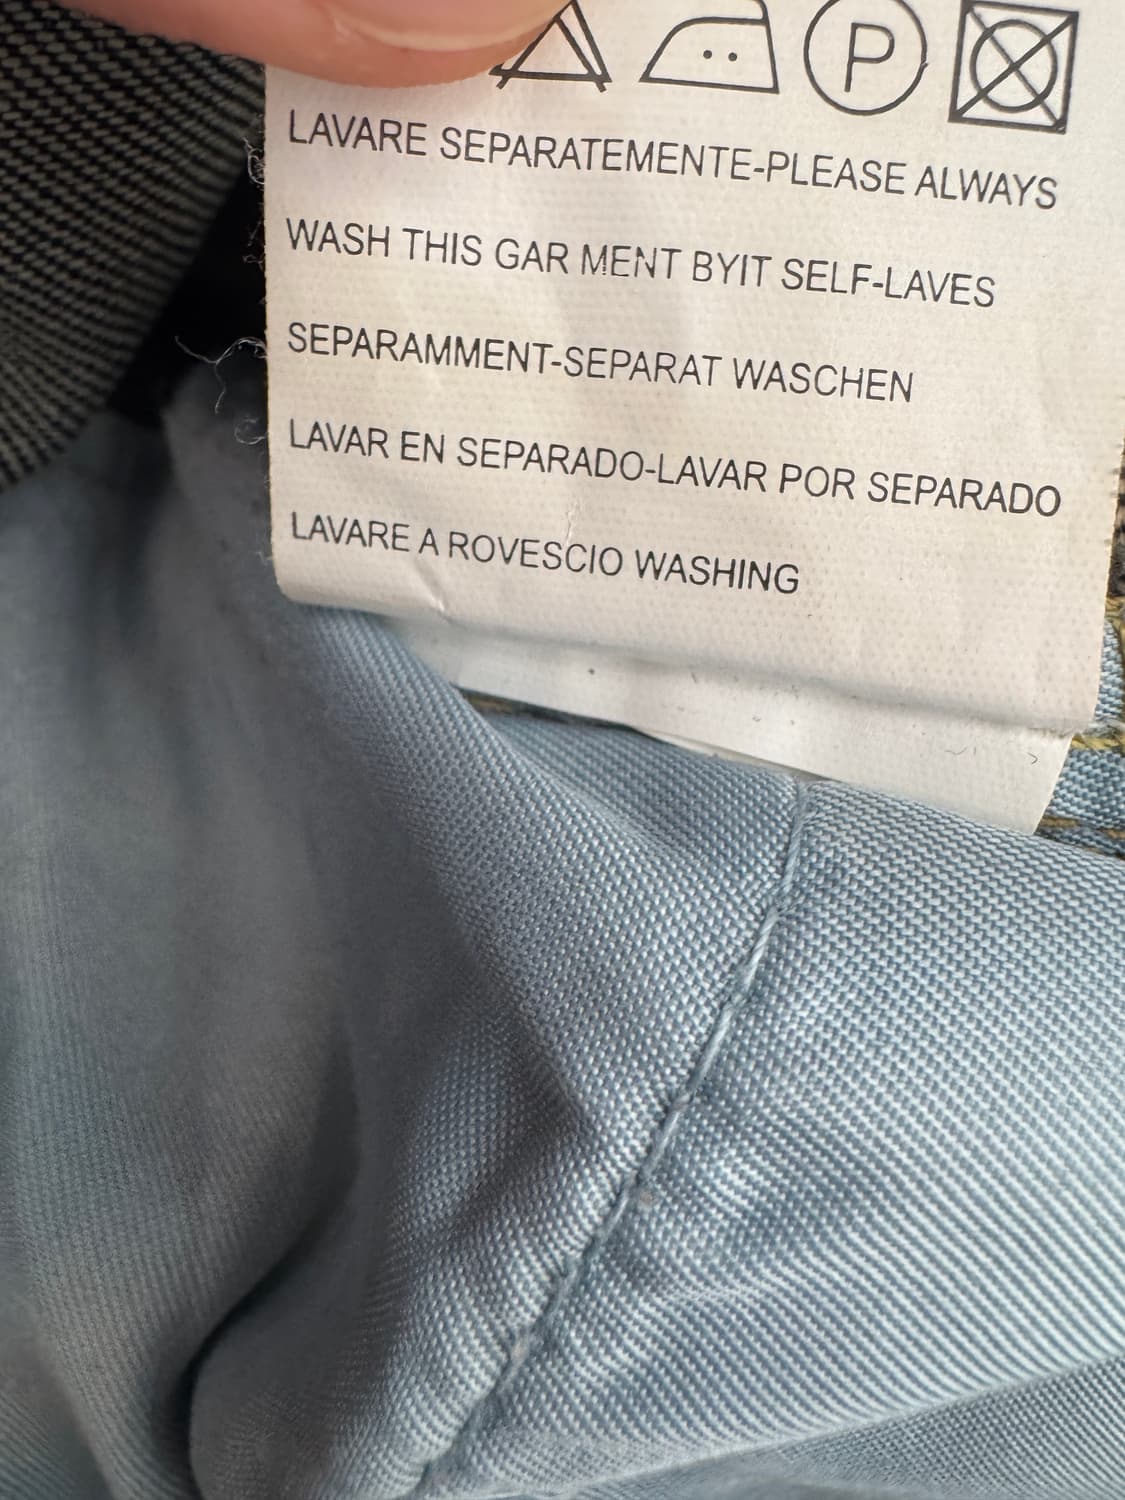 P
LAVARE SEPARATEMENTE-PLEASE ALWAYS
WASH THIS GAR MENT BYIT SELF-LAVES
SEPARAMMENT-SEPARAT WASCHEN
LAVAR EN SEPARADO-LAVAR POR SEPARADO
LAVARE A ROVESCIO WASHING